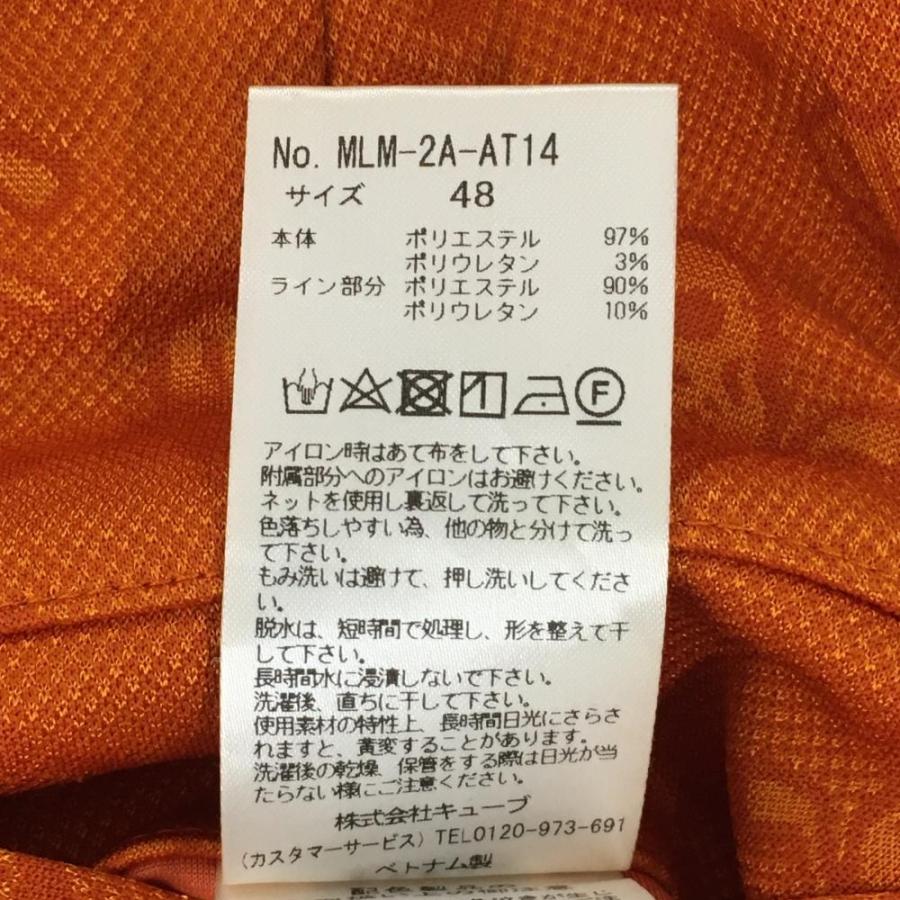 No. MLM-2A-AT14
サイズ 48
本体 ポリエステル 97%
ポリウレタン 3%
ライン部分 ポリエステル 90%
ポリウレタン 10%
F
アイロン時はあて布をして下さい。
附属部分へのアイロンはお避けください。
ネットを使用し裏返して洗って下さい。
色落ちしやすい為、他の物と分けて洗っ
て下さい。
もみ洗いは避けて、押し洗いしてくださ
い。
脱水は、短時間で処理し、形を整えて干
して下さい。
長時間水に浸漬しないで下さい。
洗濯後、直ちに干して下さい。
使用素材の特性上、長時間日光にさらさ
れますと、黄変することがあります。
洗濯後の乾燥、保管をする際は日光が当
たらない様にご注意ください。
株式会社キューブ
(カスタマーサービス) TEL0120-973-691
ベトナム製
配色製品の